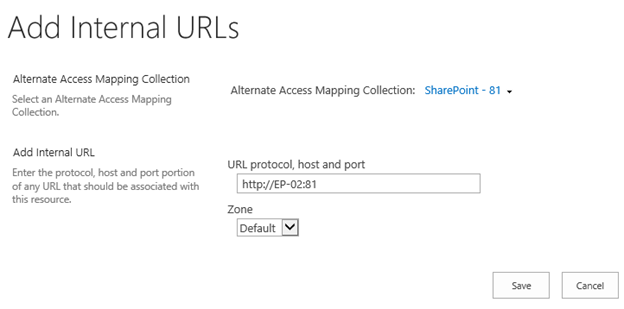 Add Internal URLs
Alternate Access Mapping Collection
Select an Alternate Access Mapping
Collection.
Alternate Access Mapping Collection: SharePoint - 81
Add Internal URL
Enter the protocol, host and port portion
of any URL that should be associated with
this resource.
URL protocol, host and port
http://EP-02:81
Zone
Default
Save Cancel